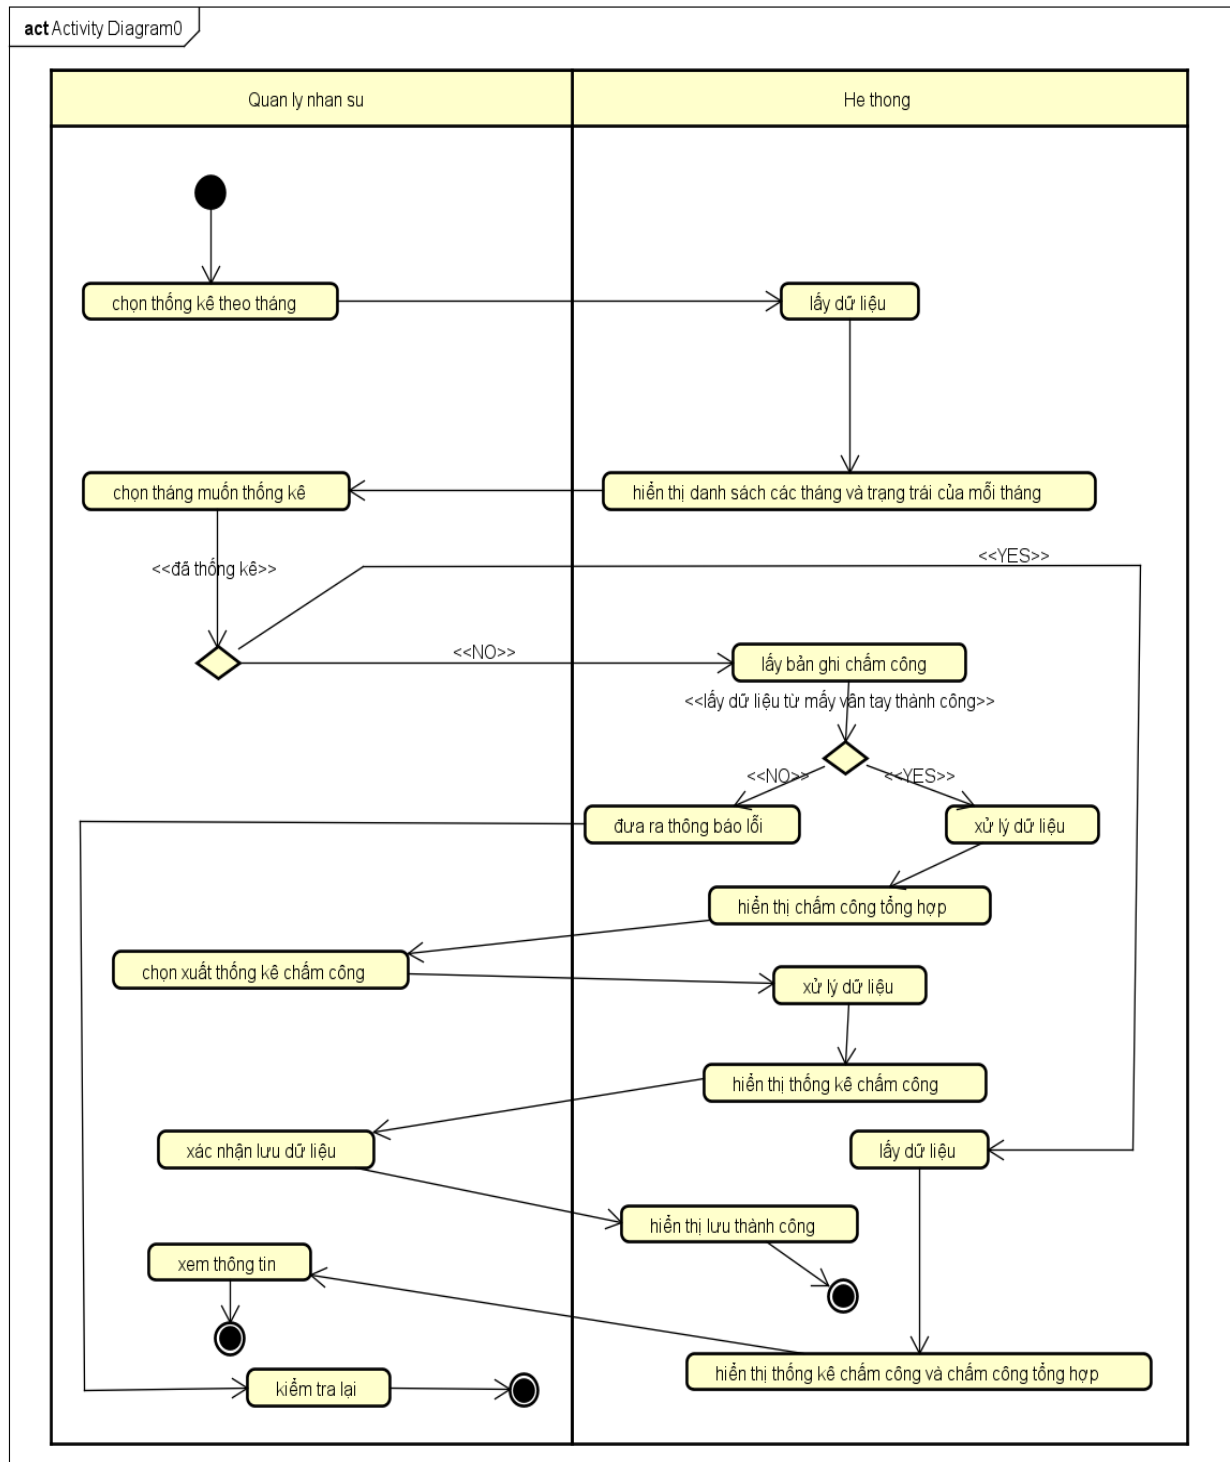 act Activity Diagram0
Quan ly nhan su
He thong
chọn thống kê theo tháng
lấy dữ liệu
chọn tháng muốn thống kê
hiển thị danh sách các tháng và trạng trái của mỗi tháng
<<YES>>
<<đã thống kê>>
<<NO>>
lấy bản ghi chấm công
<<lấy dữ liệu từ mấy vân tay thành công>>
<<NO>>
<<YES>>
đưa ra thông báo lỗi
xử lý dữ liệu
hiển thị chấm công tổng hợp
chọn xuất thống kê chấm công
xử lý dữ liệu
hiển thị thống kê chấm công
xác nhận lưu dữ liệu
lấy dữ liệu
hiển thị lưu thành công
xem thông tin
hiển thị thống kê chấm công và chấm công tổng hợp
kiểm tra lại